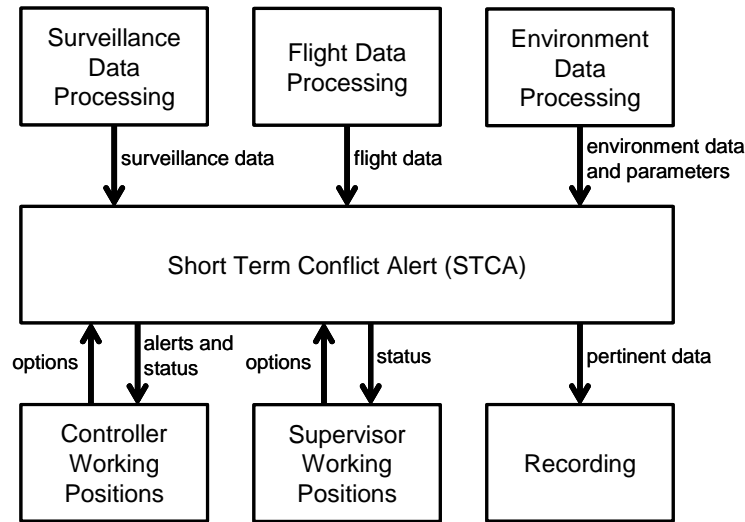 Surveillance
Data
Processing
Flight Data
Processing
Environment
Data
Processing
surveillance data
flight data
environment data
and parameters
Short Term Conflict Alert (STCA)
options
alerts and
status
options
status
pertinent data
Controller
Working
Positions
Supervisor
Working
Positions
Recording